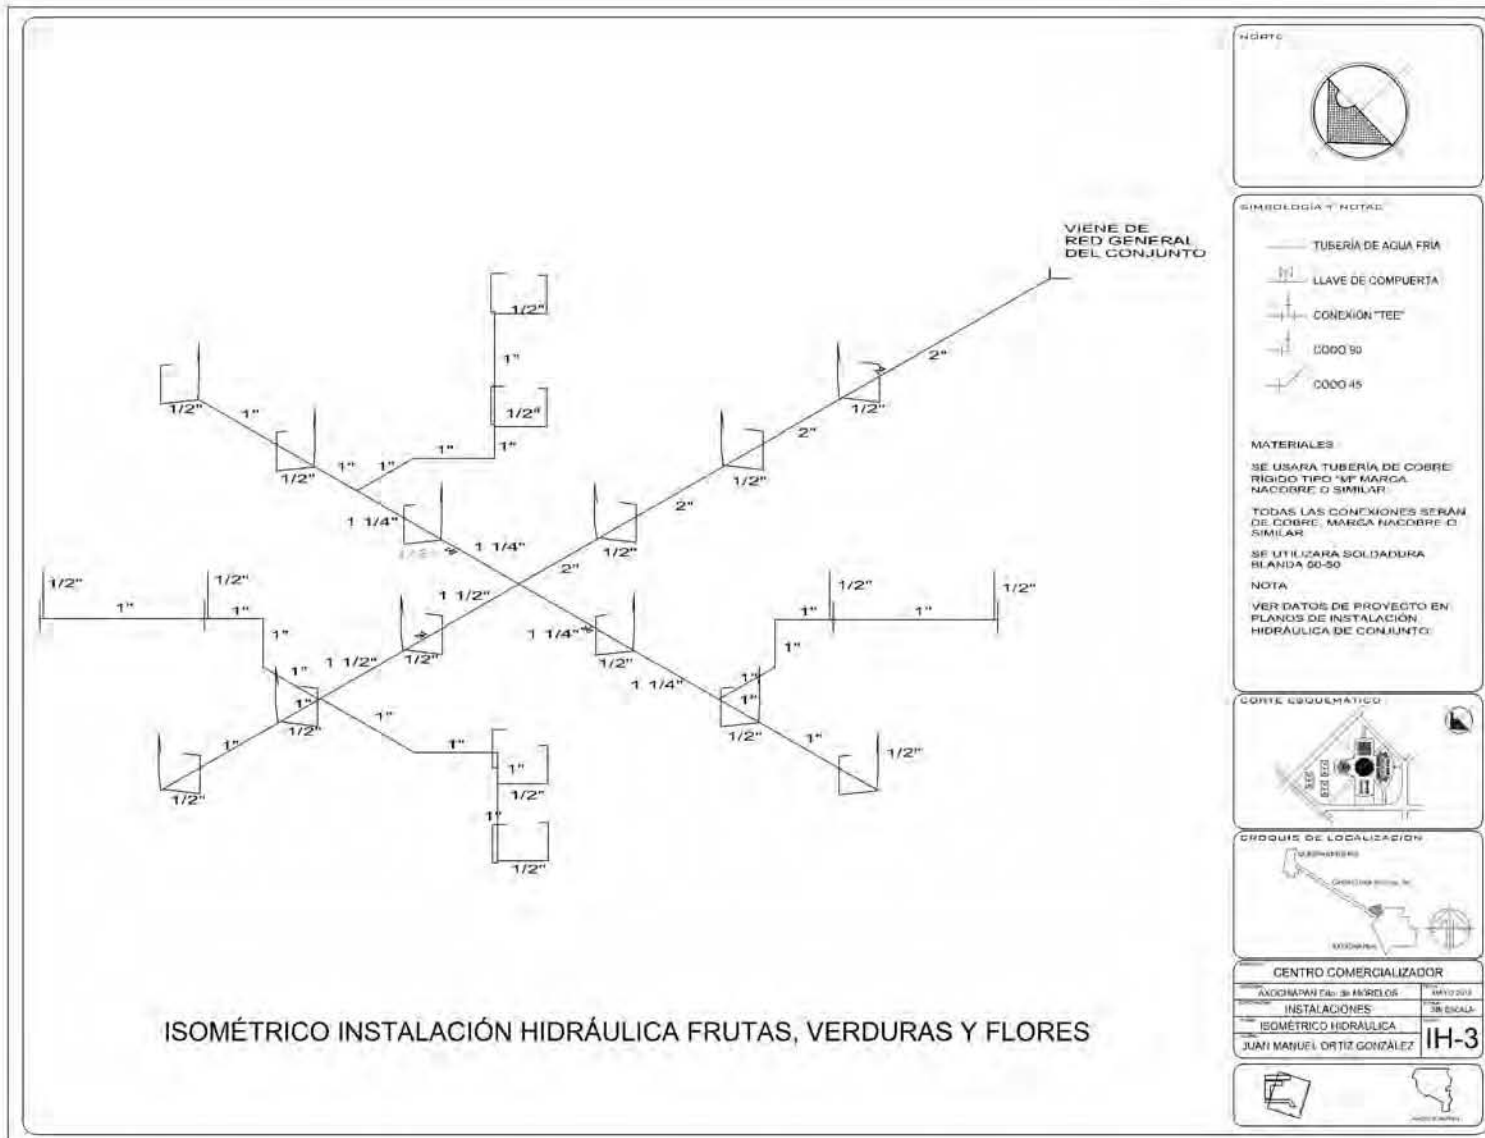 NORTE
VIENE DE
RED GENERAL
DEL CONJUNTO
1/2"
1"
2"
1/2"
1"
1/2"
1/2"
2"
1"
1"
1"
1"
1/2"
1/2"
2"
1 1/4"
1 1/4"
1/2"
2"
1/2"
1/2"
1/2"
1/2"
1"
1"
1 1/2"
1"
1"
1"
1 1/4"
1"
1 1/2"
1/2"
1/2"
1"
1"
1 1/4"
1"
1"
1"
1/2"
1/2"
1"
1"
1"
1"
1/2"
1/2"
1/2"
1"
1/2"
ISOMÉTRICO INSTALACIÓN HIDRÁULICA FRUTAS, VERDURAS Y FLORES
SIMBOLOGÍA Y NOTAS
TUBERÍA DE AGUA FRÍA
LLAVE DE COMPUERTA
CONEXIÓN "TEE"
CODO 90
CODO 45
MATERIALES
SE USARA TUBERÍA DE COBRE
RÍGIDO TIPO "M" MARCA
NACOBRE O SIMILAR
TODAS LAS CONEXIONES SERÁN
DE COBRE, MARCA NACOBRE O
SIMILAR
SE UTILIZARA SOLDADURA
BLANDA 50-50
NOTA
VER DATOS DE PROYECTO EN
PLANOS DE INSTALACIÓN
HIDRÁULICA DE CONJUNTO
CORTE ESQUEMÁTICO
CROQUIS DE LOCALIZACIÓN
CENTRO COMERCIALIZADOR
AXOCHIAPAN Edo. de MORELOS
INSTALACIONES
SIN ESCALA
ISOMÉTRICO HIDRÁULICA
JUAN MANUEL ORTÍZ GONZÁLEZ
IH-3